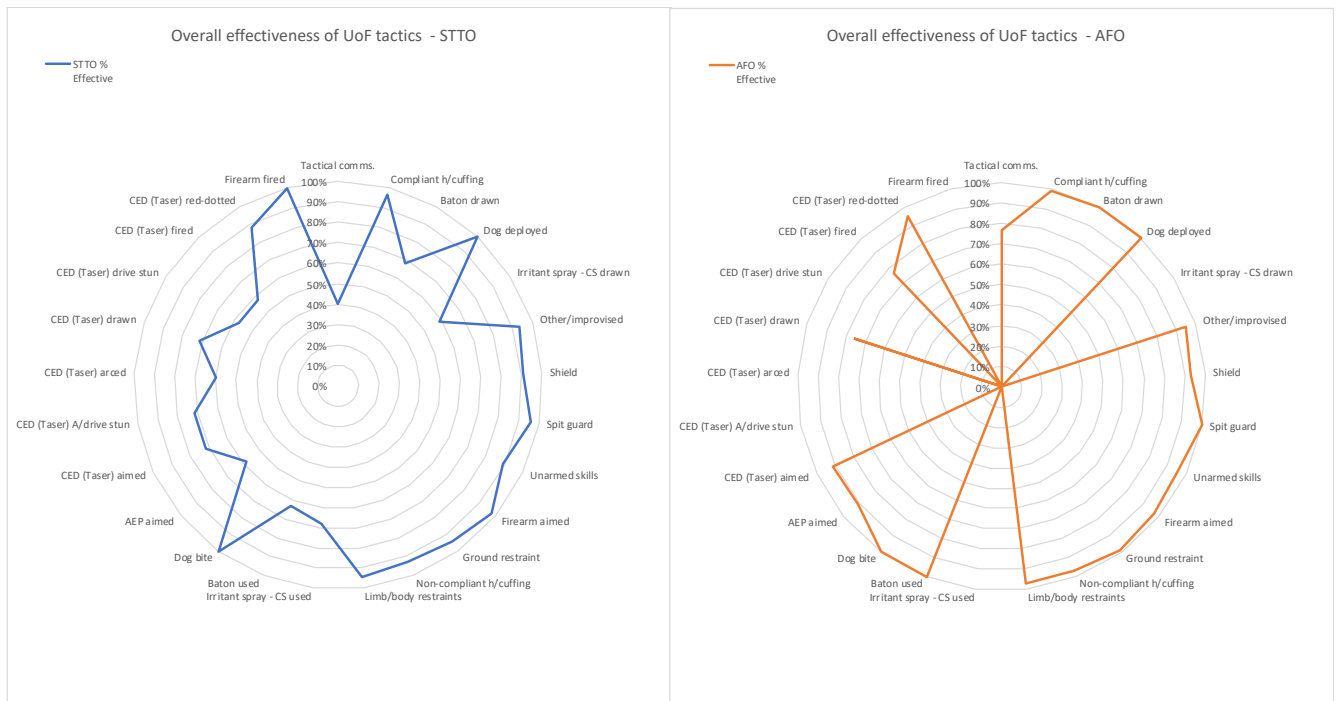 Overall effectiveness of UoF tactics - STTO
STTO %
Effective
Tactical comms.
Compliant h/cuffing
Baton drawn
Dog deployed
Irritant spray - CS drawn
Other/improvised
Shield
Spit guard
Unarmed skills
Firearm aimed
Ground restraint
Non-compliant h/cuffing
Limb/body restraints
Irritant spray - CS used
Baton used
Dog bite
AEP aimed
CED (Taser) aimed
CED (Taser) A/drive stun
CED (Taser) arced
CED (Taser) drawn
CED (Taser) drive stun
CED (Taser) fired
CED (Taser) red-dotted
Firearm fired
100%
90%
80%
70%
60%
50%
40%
30%
20%
10%
0%
Overall effectiveness of UoF tactics - AFO
AFO %
Effective
Tactical comms.
Compliant h/cuffing
Baton drawn
Dog deployed
Irritant spray - CS drawn
Other/improvised
Shield
Spit guard
Unarmed skills
Firearm aimed
Ground restraint
Non-compliant h/cuffing
Limb/body restraints
Irritant spray - CS used
Baton used
Dog bite
AEP aimed
CED (Taser) aimed
CED (Taser) A/drive stun
CED (Taser) arced
CED (Taser) drawn
CED (Taser) drive stun
CED (Taser) fired
CED (Taser) red-dotted
Firearm fired
100%
90%
80%
70%
60%
50%
40%
30%
20%
10%
0%